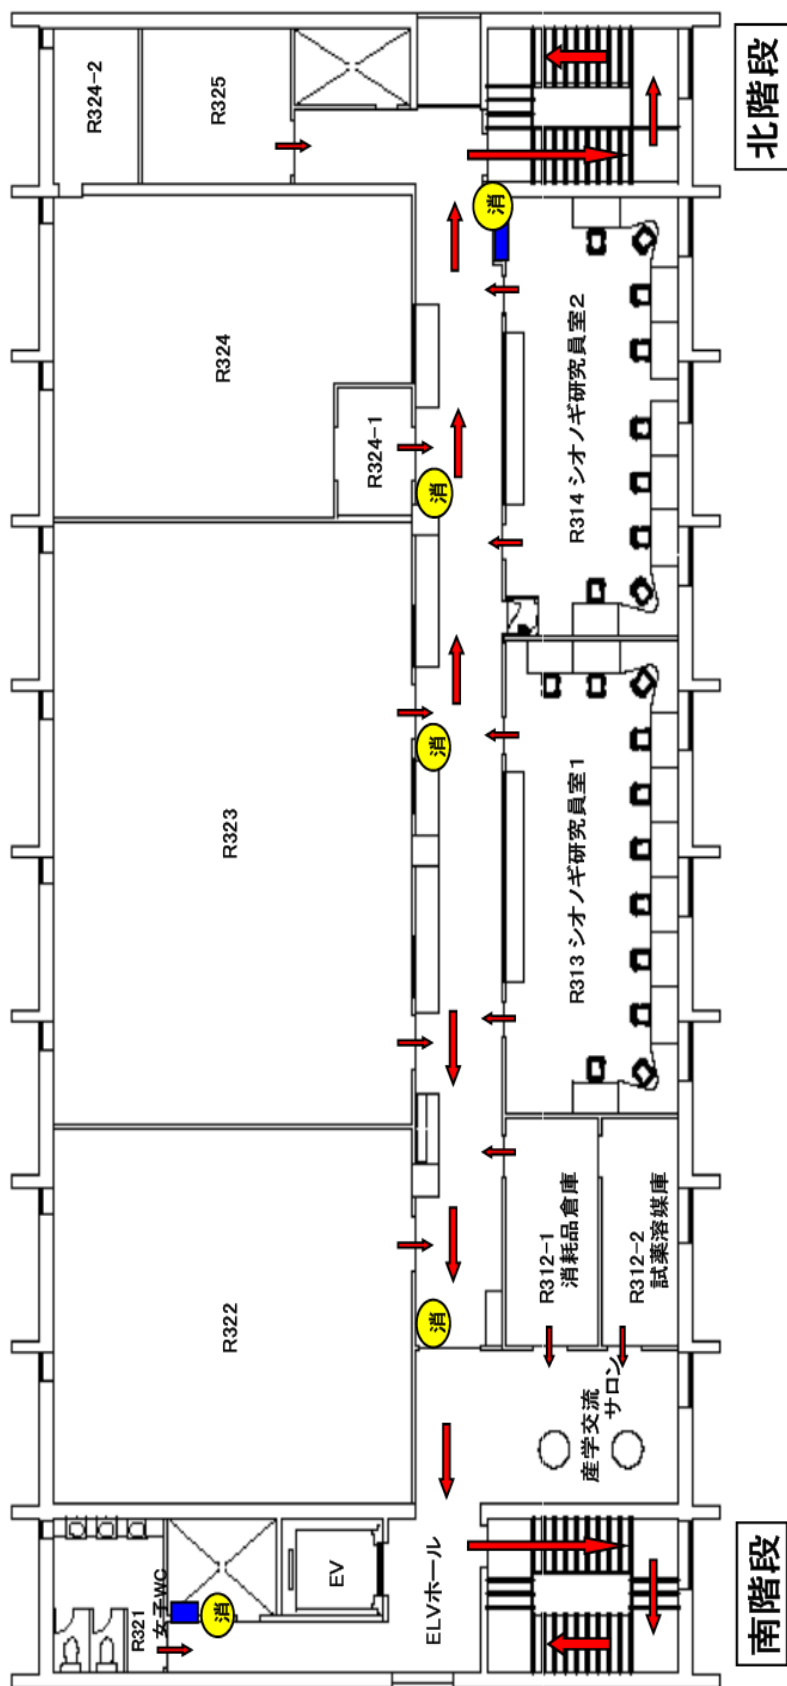 北階段
R324-2
R325
消
R324
R324-1
消
R314 シオノギ研究員室2
消
R323
R313 シオノギ研究員室1
R322
消
R312-1
消耗品倉庫
R312-2
試薬溶媒庫
産学交流
サロン
R321
女子WC
消
EV
ELVホール
南階段